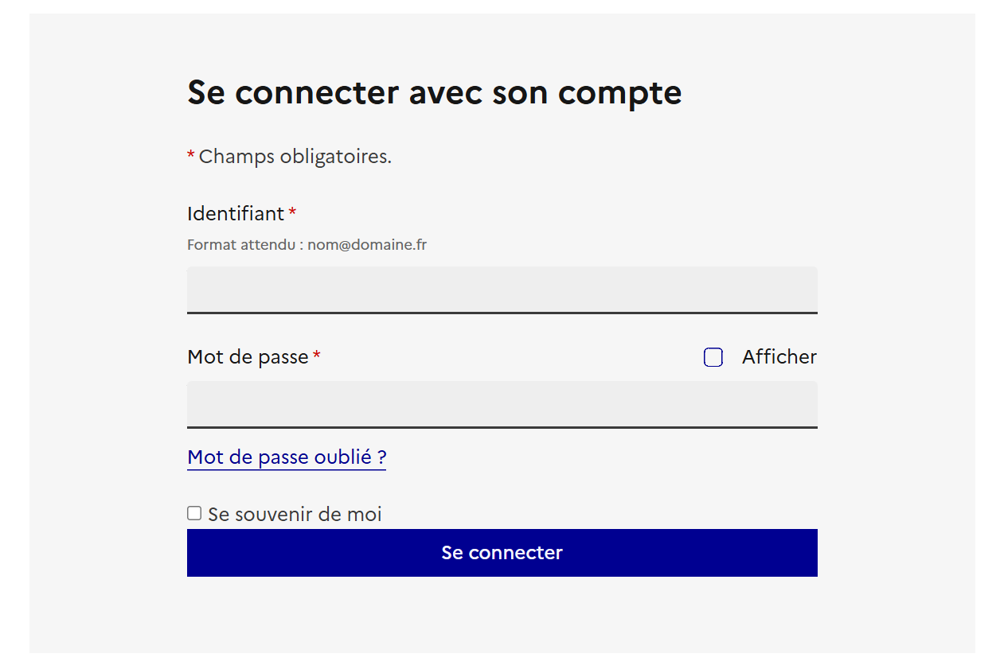 Se connecter avec son compte
* Champs obligatoires.
Identifiant *
Format attendu : nom@domaine.fr
Mot de passe * Afficher
Mot de passe oublié ?
Se souvenir de moi
Se connecter